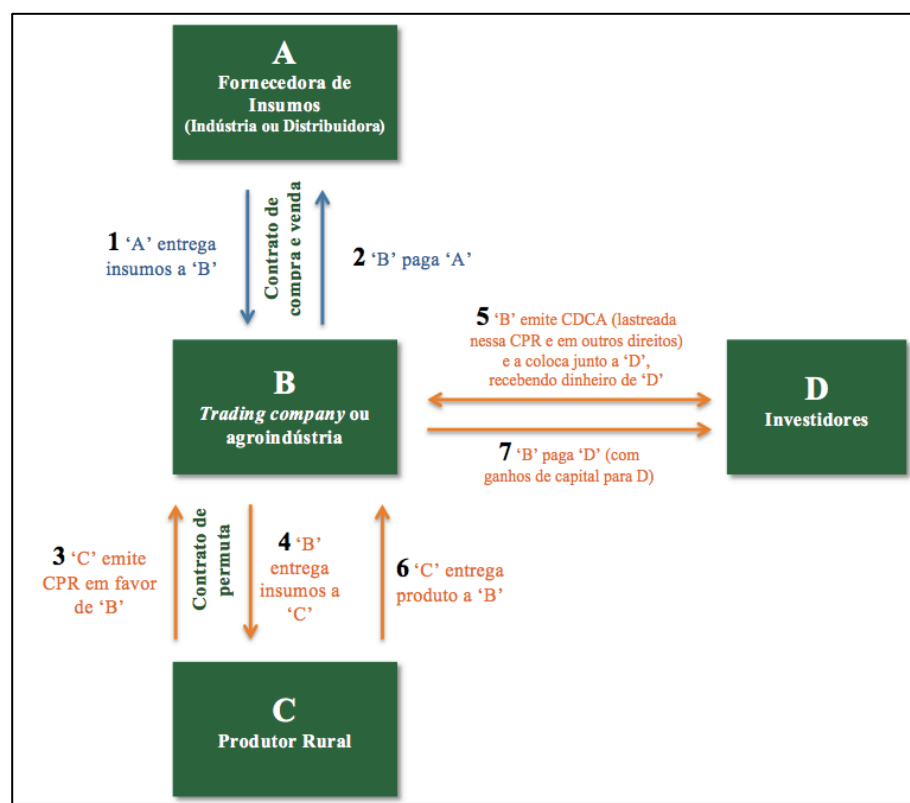 A
Fornecedora de
Insumos
(Indústria ou Distribuidora)
1 ‘A’ entrega
insumos a ‘B’
Contrato de
compra e venda
2 ‘B’ paga ‘A’
B
Trading company ou
agroindústria
5 ‘B’ emite CDCA (lastreada
nessa CPR e em outros direitos)
e a coloca junto a ‘D’,
recebendo dinheiro de ‘D’
7 ‘B’ paga ‘D’ (com
ganhos de capital para D)
D
Investidores
3 ‘C’ emite
CPR em favor
de ‘B’
Contrato de
permuta
4 ‘B’
entrega
insumos a
‘C’
6 ‘C’ entrega
produto a ‘B’
C
Produtor Rural